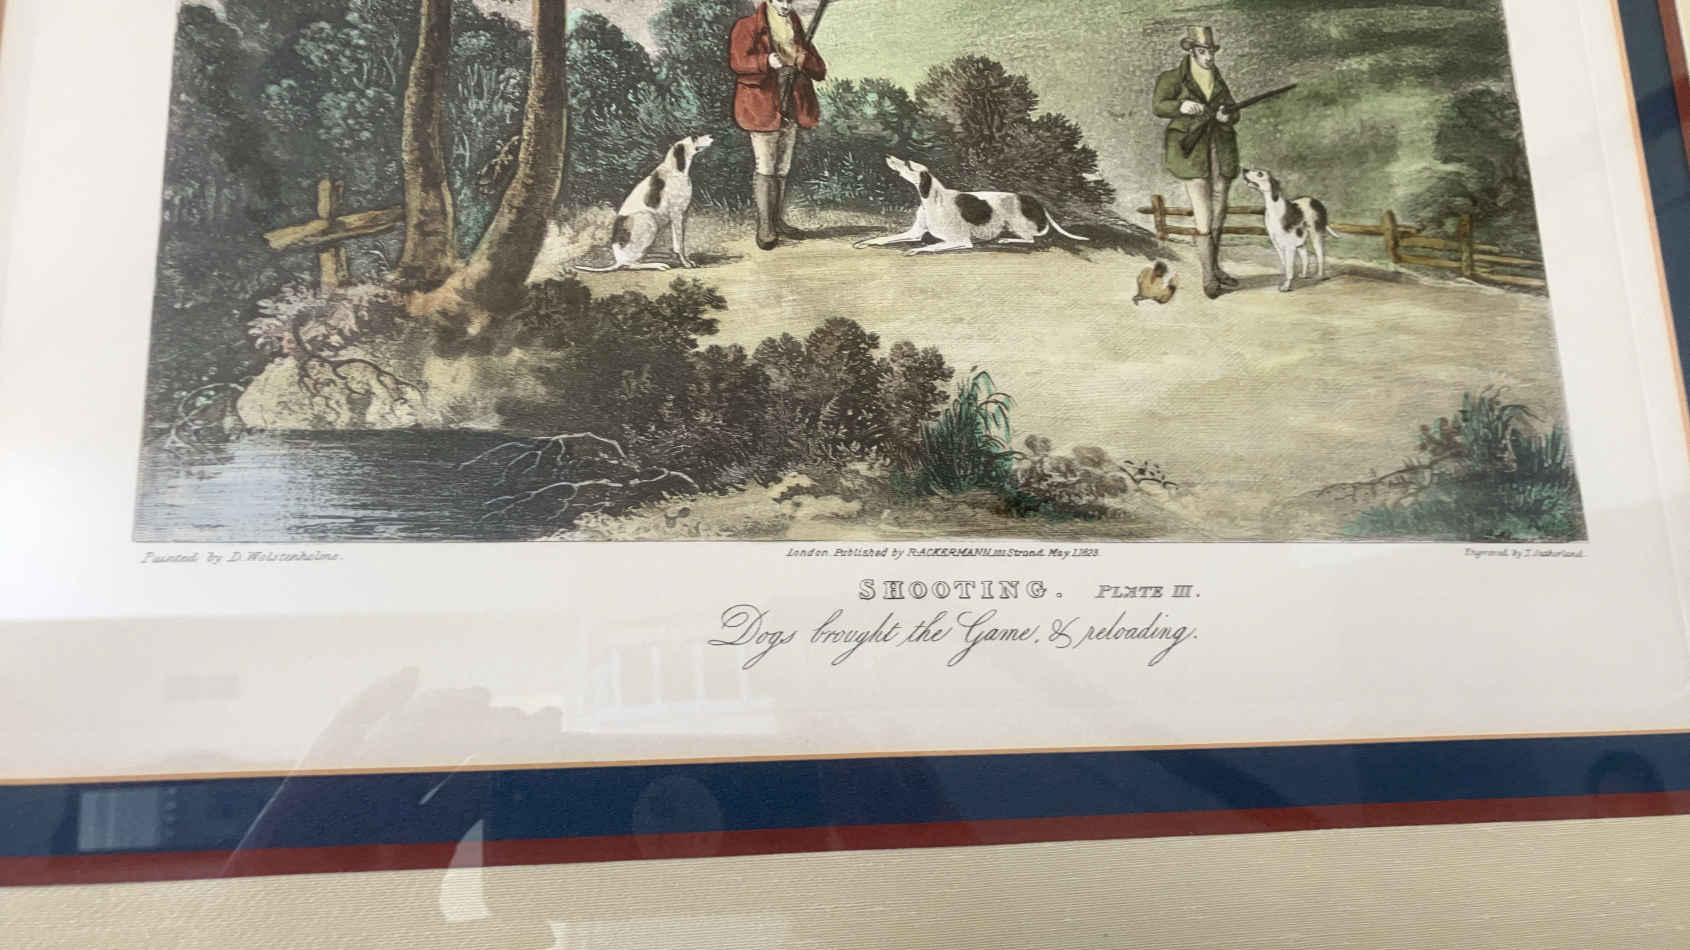 Painted by D. Wolstenholme.
London. Published by R. ACKERMANN, 101 Strand. May 1, 1823.
Engraved by T. Sutherland.
SHOOTING. PLATE III.
Dogs brought the Game, & reloading.